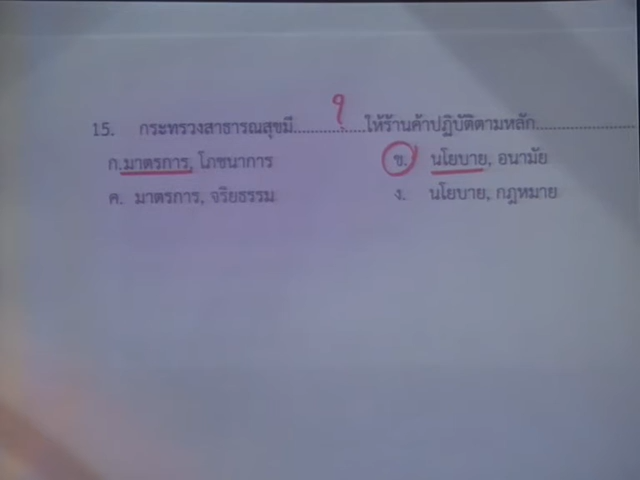 ?
15. กระทรวงสาธารณสุขมี..................ให้ร้านค้าปฏิบัติตามหลัก.........................
ก.มาตรการ, โภชนาการ ข. นโยบาย, อนามัย
ค. มาตรการ, จริยธรรม ง. นโยบาย, กฎหมาย